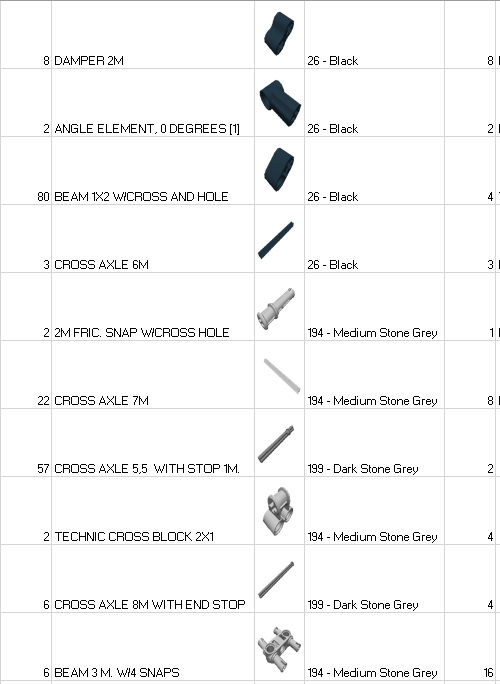 8 DAMPER 2M 26 - Black 8
2 ANGLE ELEMENT, 0 DEGREES [1] 26 - Black 2
80 BEAM 1X2 W/CROSS AND HOLE 26 - Black 4
3 CROSS AXLE 6M 26 - Black 3
2 2M FRIC. SNAP W/CROSS HOLE 194 - Medium Stone Grey 1
22 CROSS AXLE 7M 194 - Medium Stone Grey 8
57 CROSS AXLE 5,5 WITH STOP 1M. 199 - Dark Stone Grey 2
2 TECHNIC CROSS BLOCK 2X1 194 - Medium Stone Grey 4
6 CROSS AXLE 8M WITH END STOP 199 - Dark Stone Grey 4
6 BEAM 3 M. W/4 SNAPS 194 - Medium Stone Grey 16